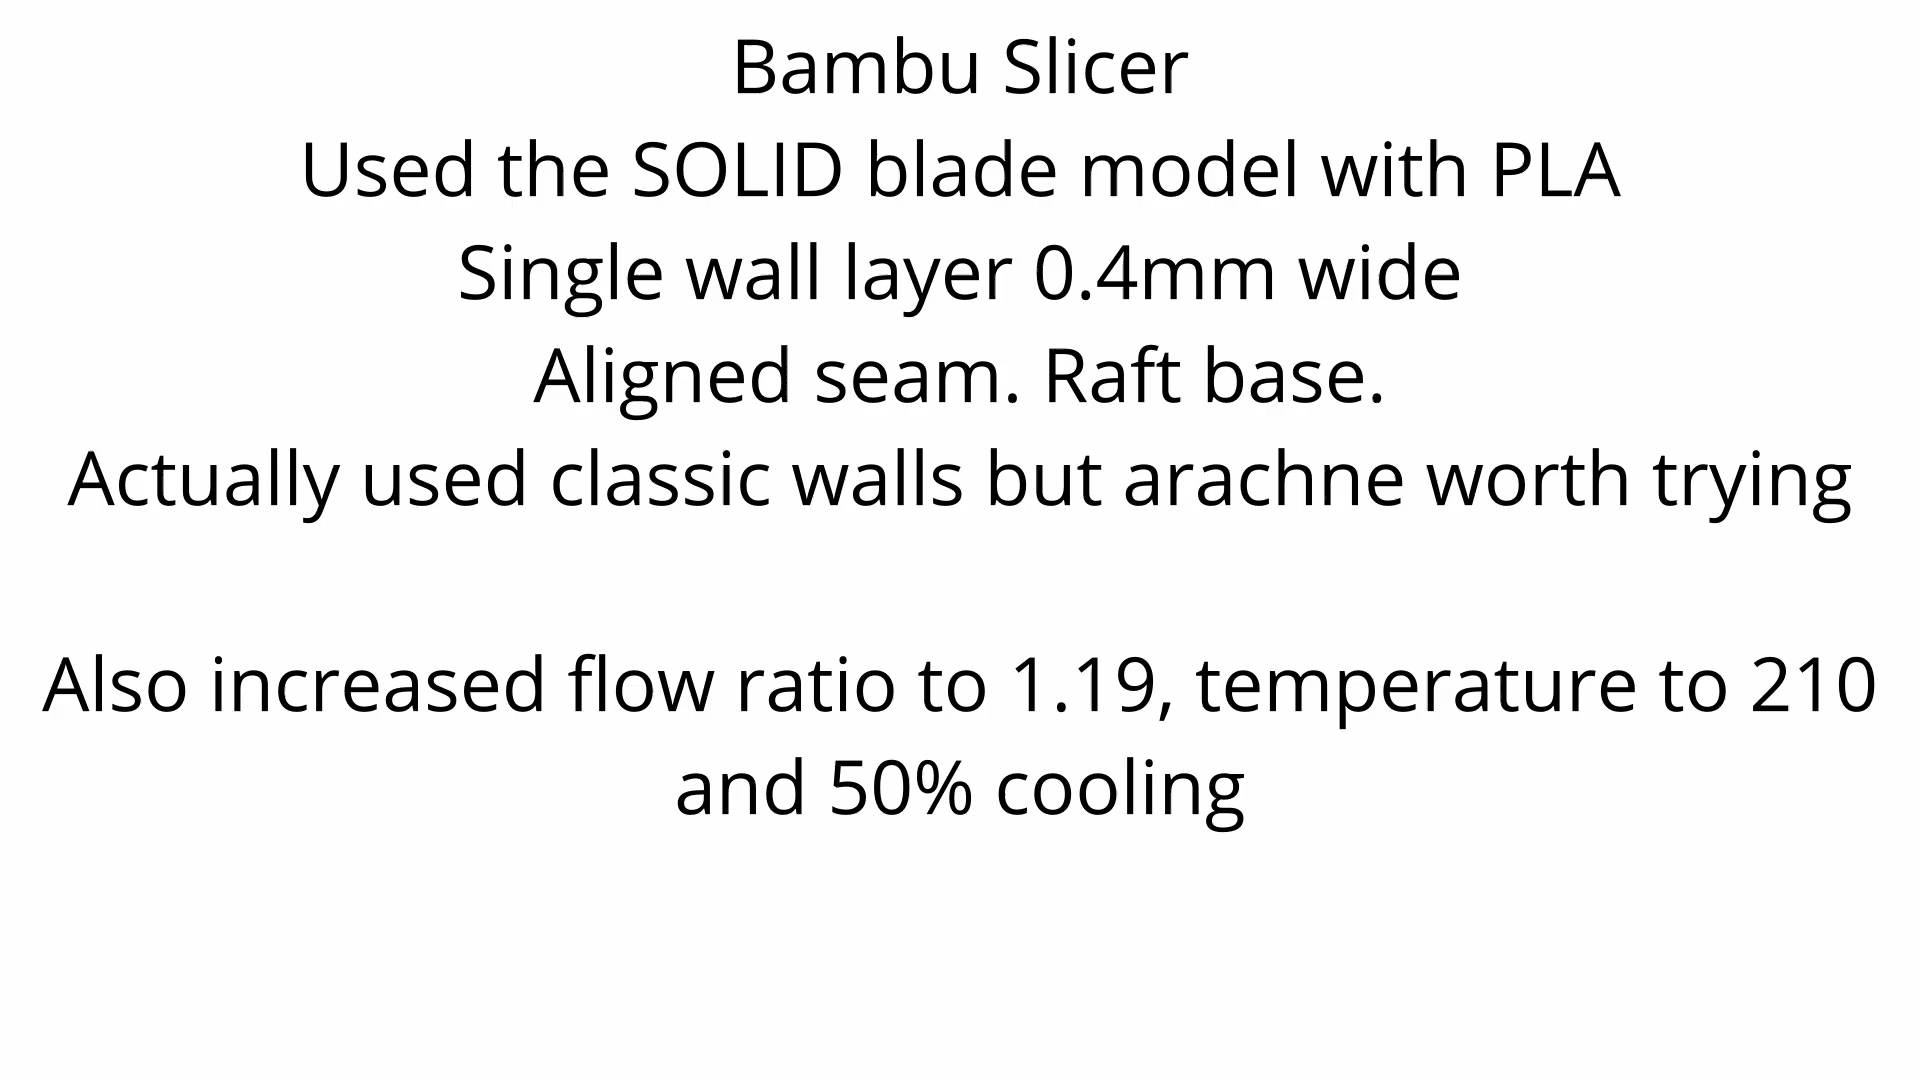 Bambu Slicer
Used the SOLID blade model with PLA
Single wall layer 0.4mm wide
Aligned seam. Raft base.
Actually used classic walls but arachne worth trying
Also increased flow ratio to 1.19, temperature to 210
and 50% cooling